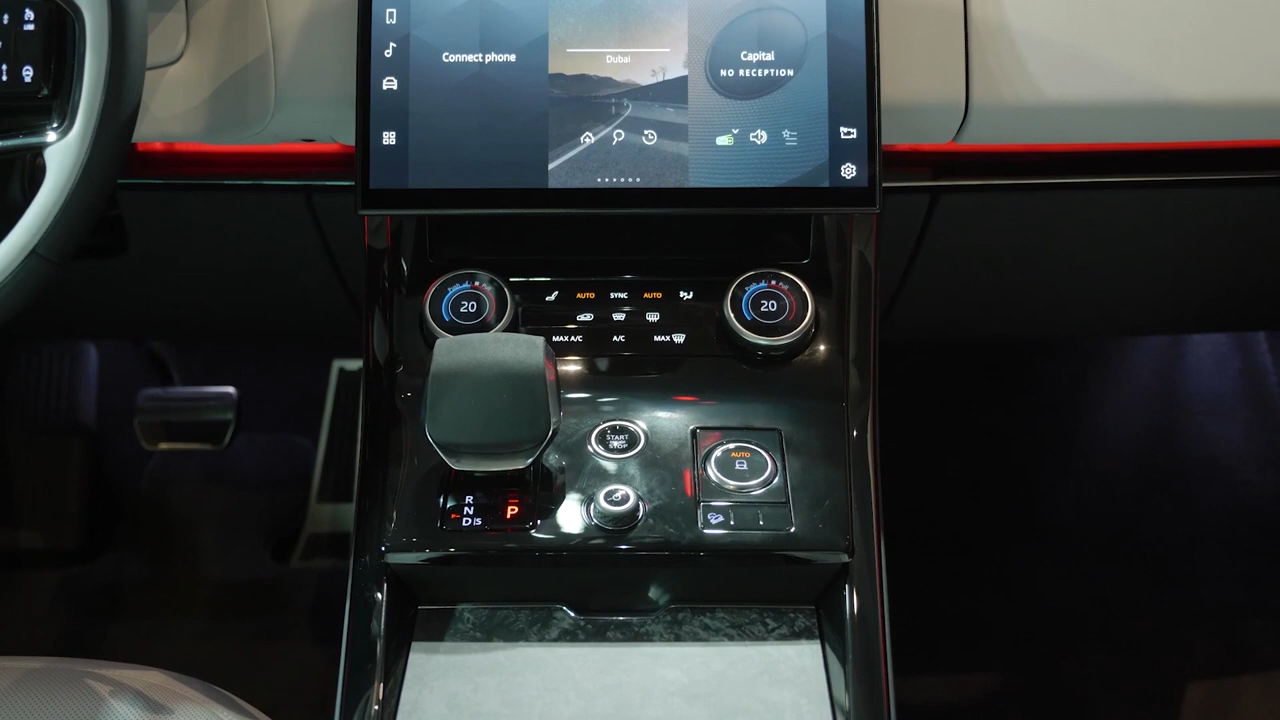 Connect phone
Dubai
Capital
NO RECEPTION
20
AUTO
SYNC
AUTO
20
MAX A/C
A/C
MAX
START
STOP
AUTO
R
N
D|S
P